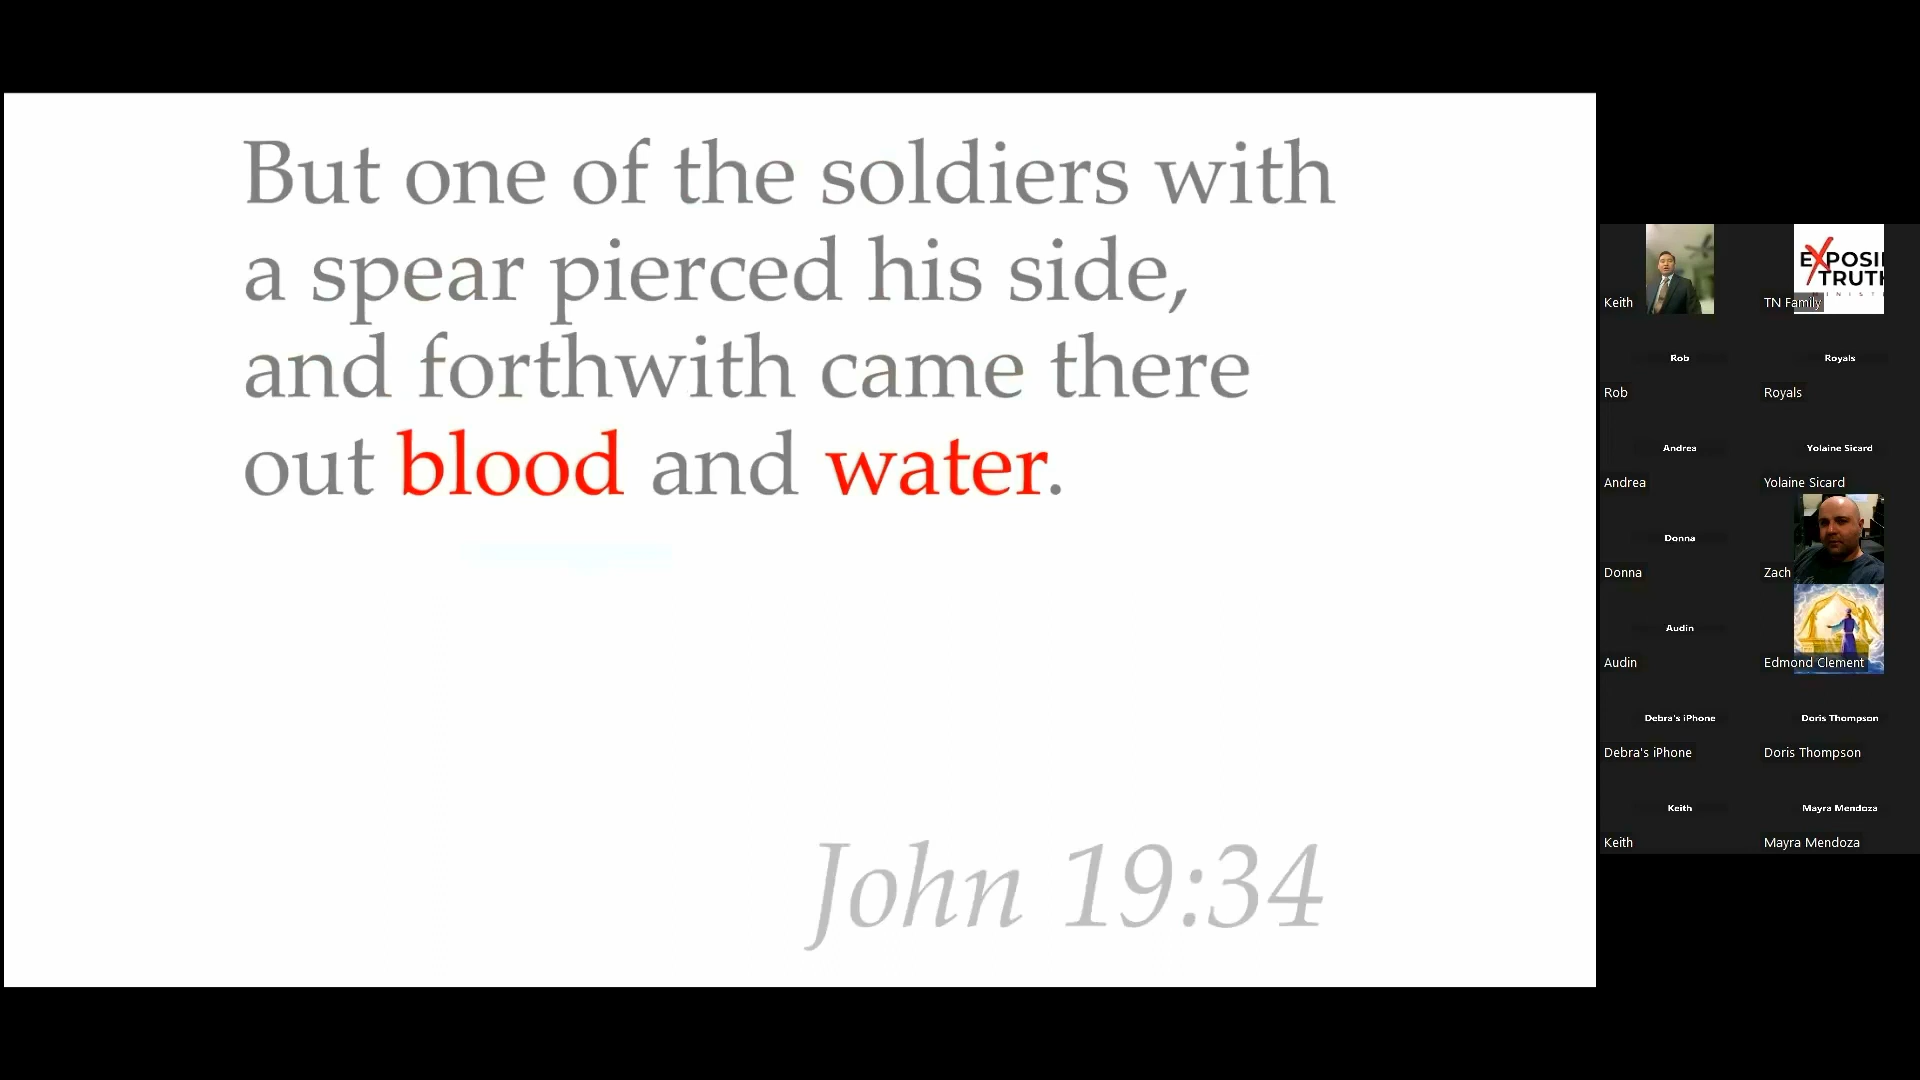 But one of the soldiers with
a spear pierced his side,
and forthwith came there
out blood and water.
John 19:34
Keith
EXPOSI
TRUTH
TN Family
Rob
Royals
Rob
Royals
Andrea
Yolaine Sicard
Andrea
Yolaine Sicard
Donna
Donna
Zach
Audin
Audin
Edmond Clement
Debra's iPhone
Doris Thompson
Debra's iPhone
Doris Thompson
Keith
Mayra Mendoza
Keith
Mayra Mendoza